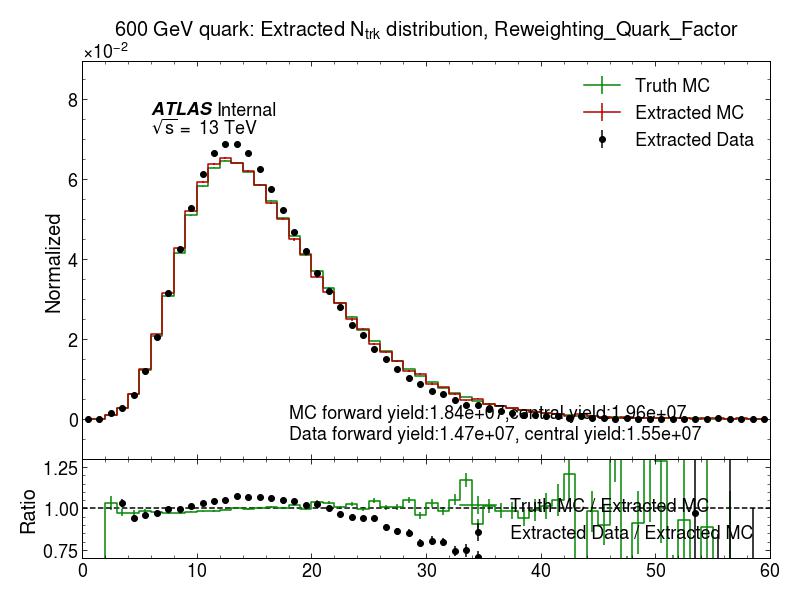 600 GeV quark: Extracted N_trk distribution, Reweighting_Quark_Factor
×10⁻²
ATLAS Internal
√s = 13 TeV
Truth MC
Extracted MC
Extracted Data
8
6
4
2
0
Normalized
MC forward yield:1.84e+07,central yield:1.96e+07
Data forward yield:1.47e+07, central yield:1.55e+07
1.25
1.00
0.75
Ratio
Truth MC / Extracted MC
Extracted Data / Extracted MC
0 10 20 30 40 50 60